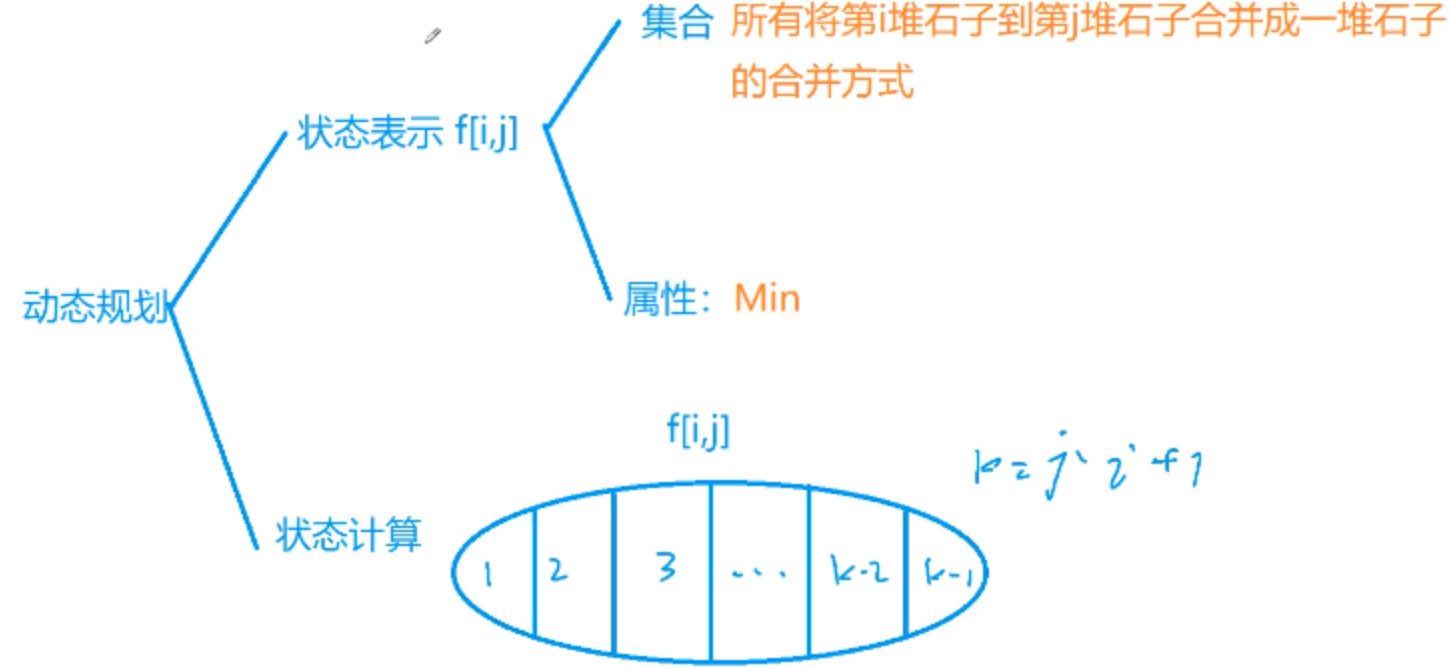 集合 所有将第i堆石子到第j堆石子合并成一堆石子
的合并方式
状态表示 f[i,j]
属性：Min
动态规划
f[i,j]
k=j-i+1
状态计算
1 2 3 ... k-2 k-1